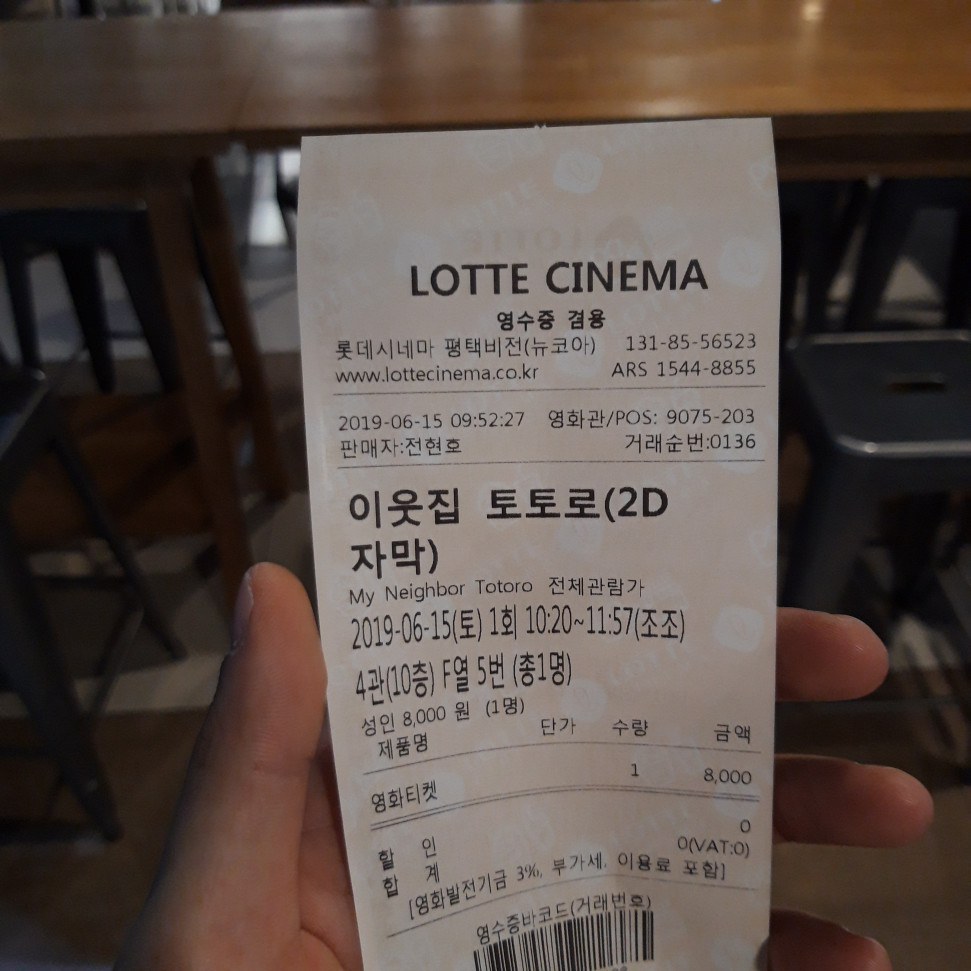 LOTTE CINEMA
영수증 겸용
롯데시네마 평택비전(뉴코아) 131-85-56523
www.lottecinema.co.kr ARS 1544-8855
2019-06-15 09:52:27 영화관/POS: 9075-203
판매자:전현호 거래순번:0136
이웃집 토토로(2D
자막)
My Neighbor Totoro 전체관람가
2019-06-15(토) 1회 10:20~11:57(조조)
4관(10층) F열 5번 (총1명)
성인 8,000 원 (1명)
제품명 단가 수량 금액
영화티켓 1 8,000
할 인 0
합 계 0(VAT:0)
[영화발전기금 3%, 부가세. 이용료 포함]
영수증바코드(거래번호)